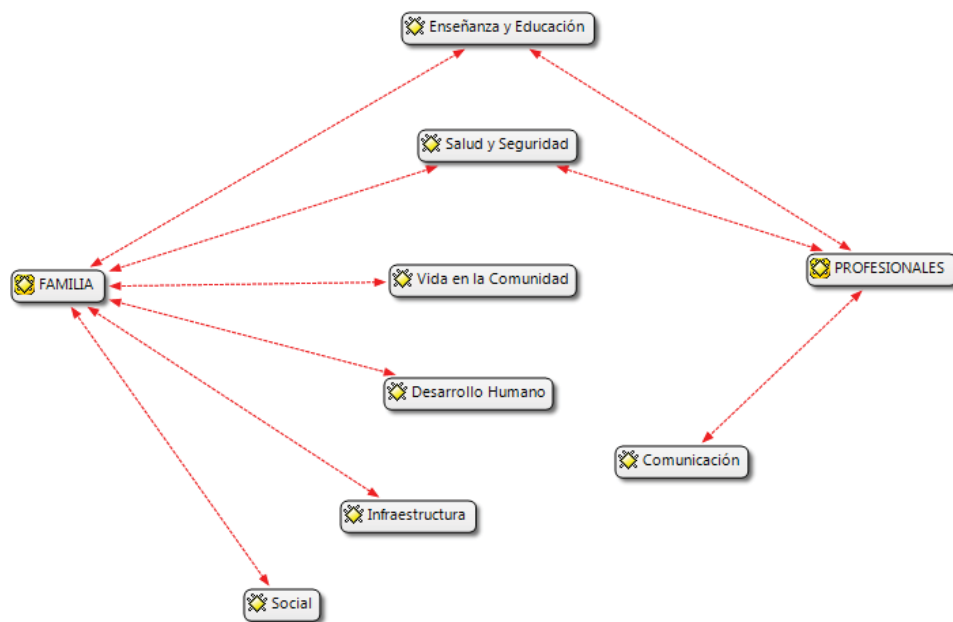 Enseñanza y Educación
Salud y Seguridad
PROFESIONALES
FAMILIA
Vida en la Comunidad
Desarrollo Humano
Comunicación
Infraestructura
Social